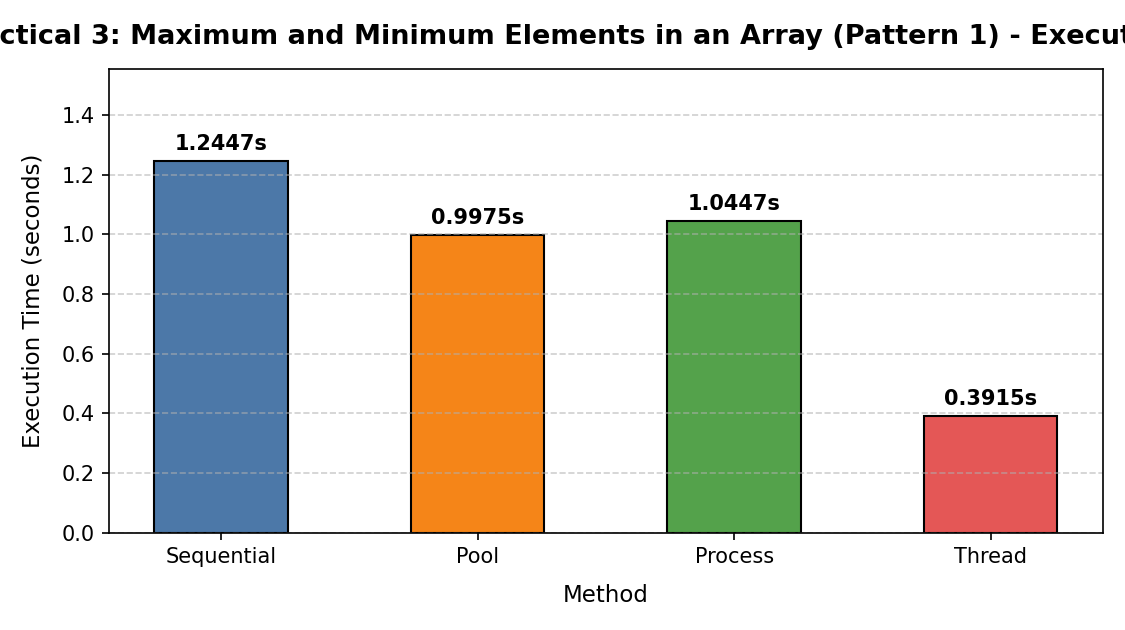 ctical 3: Maximum and Minimum Elements in an Array (Pattern 1) - Execut
Execution Time (seconds)
1.4
1.2
1.0
0.8
0.6
0.4
0.2
0.0
1.2447s
0.9975s
1.0447s
0.3915s
Sequential
Pool
Process
Thread
Method